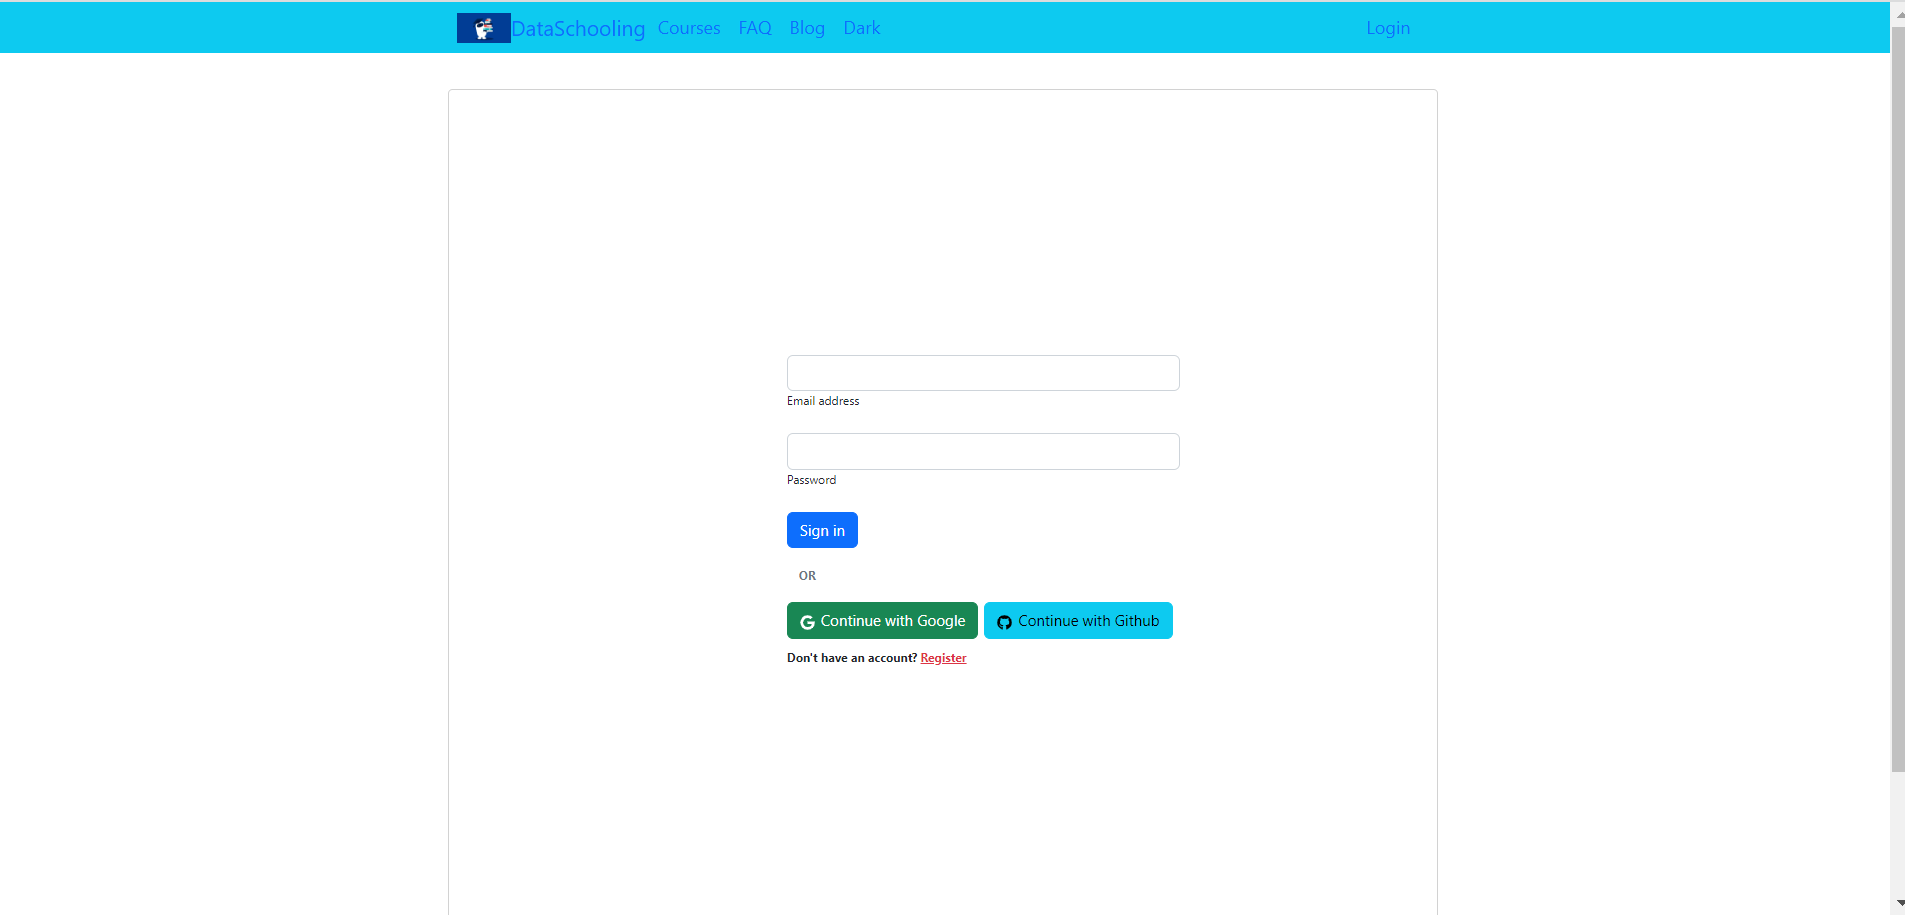 DataSchooling Courses FAQ Blog Dark Login
Email address
Password
Sign in
OR
Continue with Google Continue with Github
Don't have an account? Register